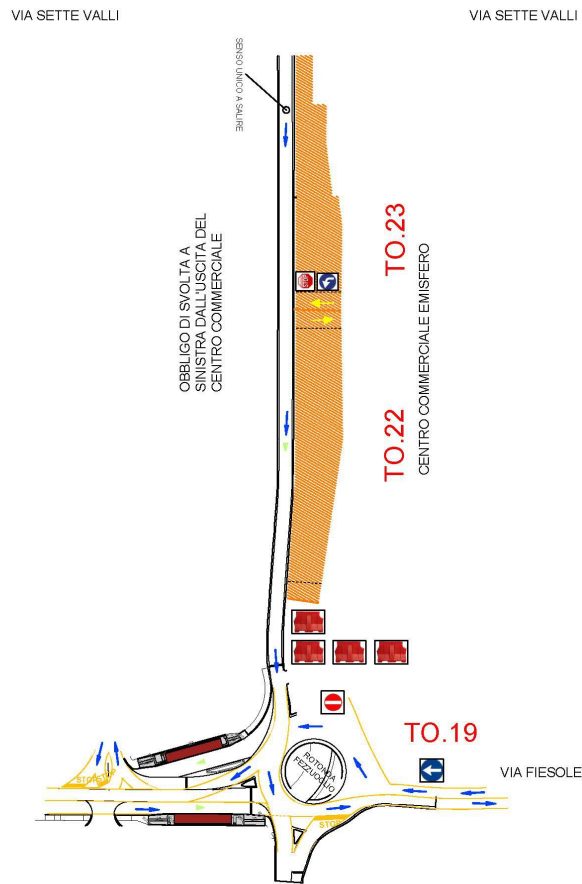 VIA SETTE VALLI
VIA SETTE VALLI
SENSO UNICO A SALIRE
OBBLIGO DI SVOLTA A
SINISTRA DALL'USCITA DEL
CENTRO COMMERCIALE
TO.23
CENTRO COMMERCIALE EMISFERO
TO.22
TO.19
ROTONDA
FEZZUOGLIO
VIA FIESOLE
STOP
STOP